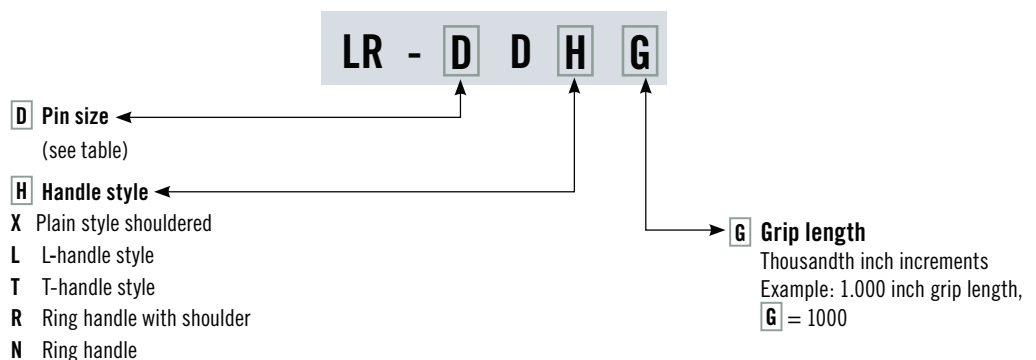 LR - D D H G
D Pin size
(see table)
H Handle style
X Plain style shouldered
L L-handle style
T T-handle style
R Ring handle with shoulder
N Ring handle
G Grip length
Thousandth inch increments
Example: 1.000 inch grip length,
G = 1000